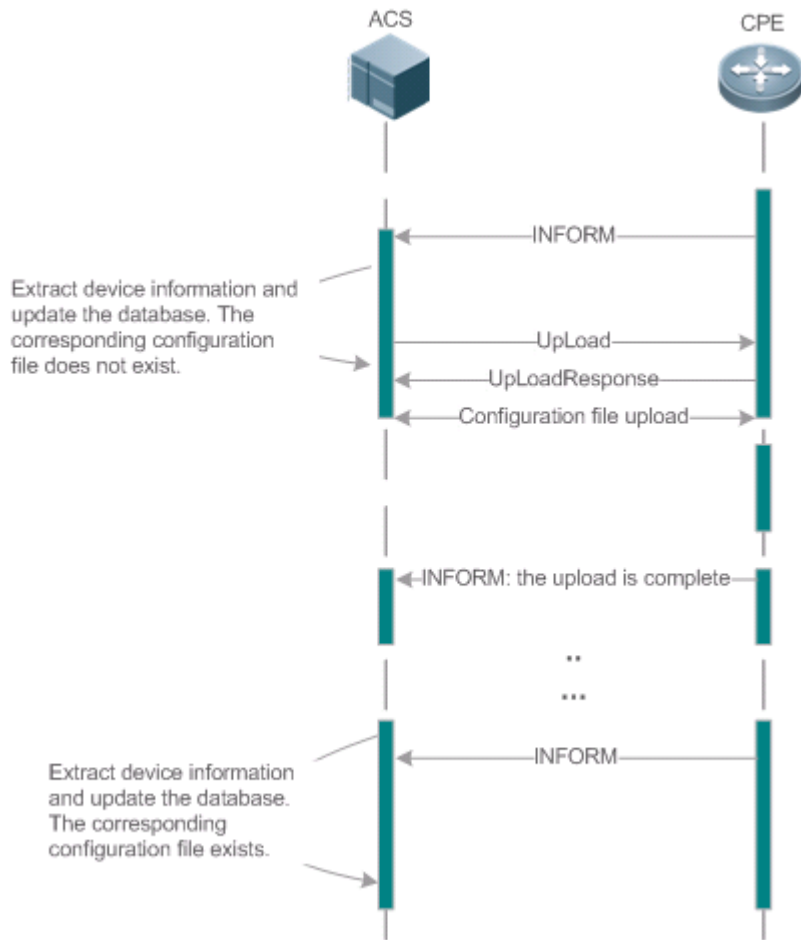 ACS
CPE
INFORM
Extract device information and
update the database. The
corresponding configuration
file does not exist.
UpLoad
UpLoadResponse
Configuration file upload
INFORM: the upload is complete
..
...
INFORM
Extract device information
and update the database.
The corresponding
configuration file exists.